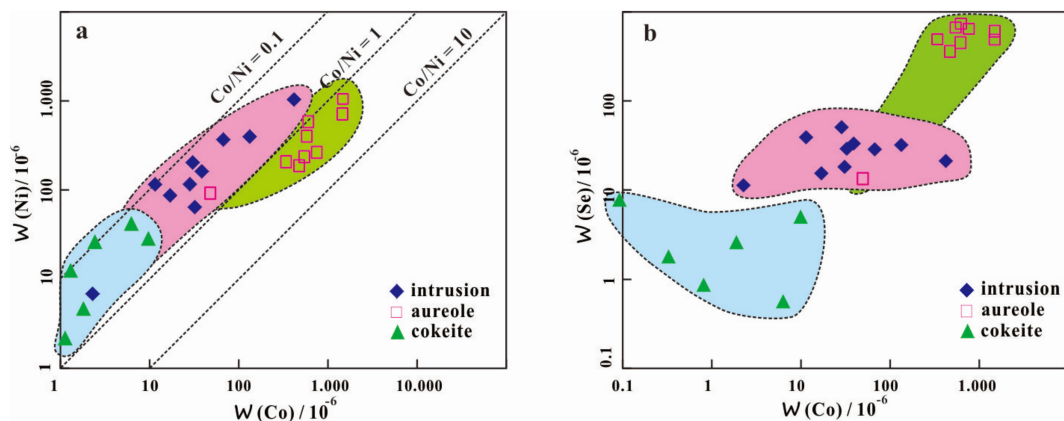 a
Co/Ni = 0.1
Co/Ni = 1
Co/Ni = 10
1.000
100
10
1
W (Ni) / 10-6
intrusion
aureole
cokeite
1 10 100 1.000 10.000
W (Co) / 10-6
b
100
10
1
0.1
W (Se) / 10-6
intrusion
aureole
cokeite
0.1 1 10 100 1.000
W (Co) / 10-6